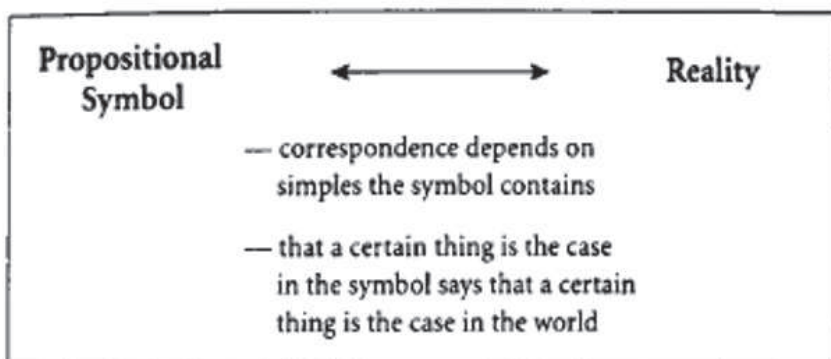 Propositional
Symbol
Reality
— correspondence depends on
simples the symbol contains
— that a certain thing is the case
in the symbol says that a certain
thing is the case in the world